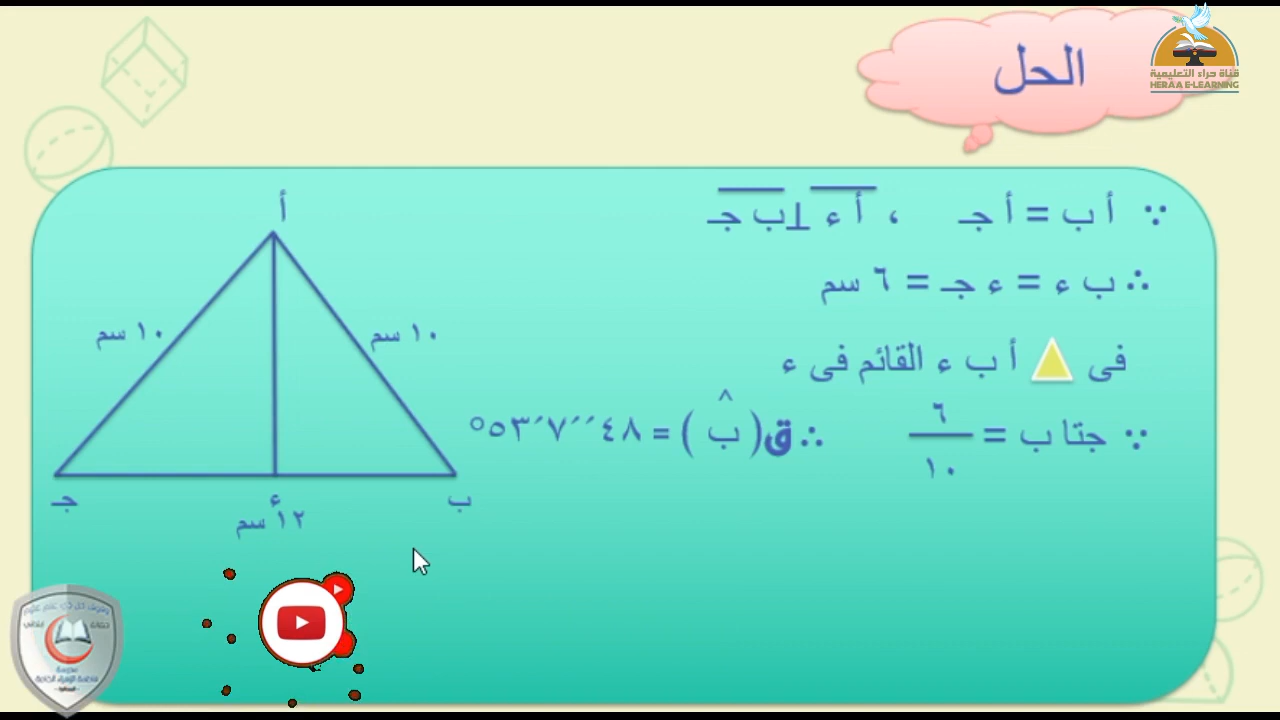 الحل
قناة حراء التعليمية
HERAA E-LEARNING
∵ أ ب = أ جـ ، أ ء ⊥ ب جـ
∴ ب ء = ء جـ = ٦ سم
فى أ ب ء القائم فى ء
∵ جتا ب = ٦/١٠ ∴ ق(ب^) = ٤٨´´٧´٥٣°
أ
١٠ سم
١٠ سم
ب
ء
جـ
١٢ سم